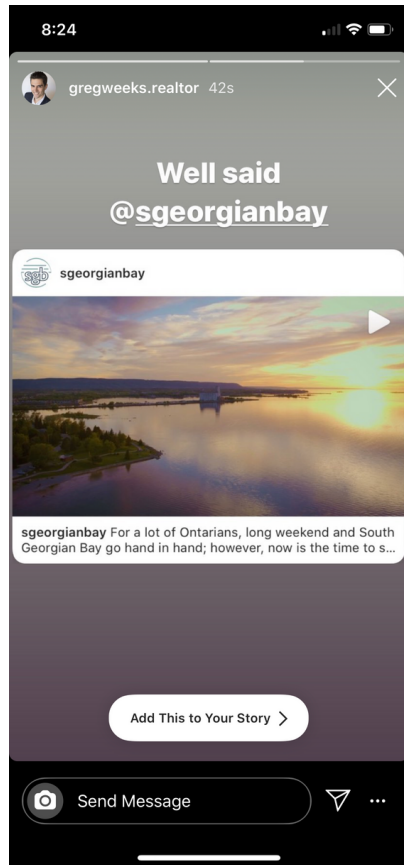 8:24
gregweeks.realtor 42s
Well said
@sgeorgianbay
sgb sgeorgianbay
sgeorgianbay For a lot of Ontarians, long weekend and South
Georgian Bay go hand in hand; however, now is the time to s...
Add This to Your Story
Send Message